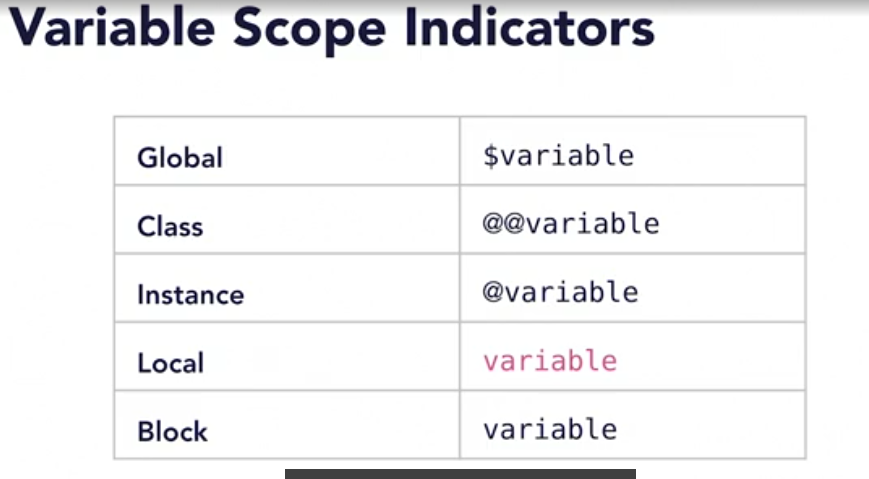 Variable Scope Indicators
Global $variable
Class @@variable
Instance @variable
Local variable
Block variable